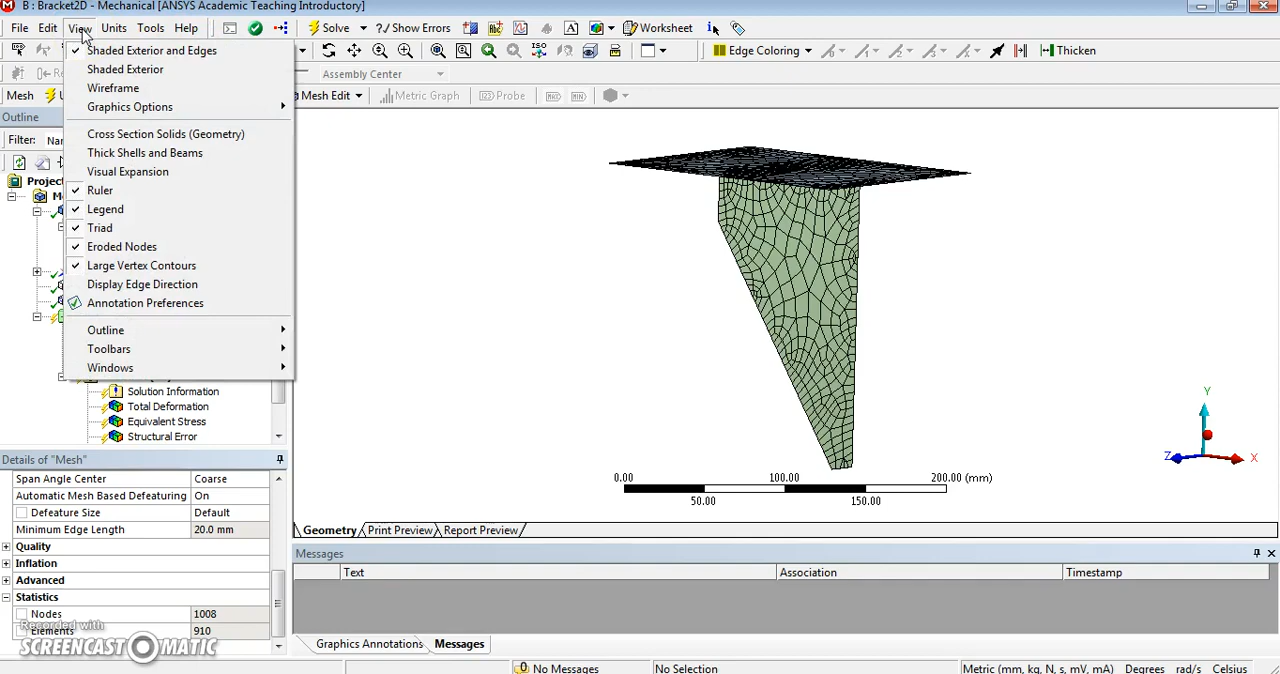 B : Bracket2D - Mechanical [ANSYS Academic Teaching Introductory]
File Edit View Units Tools Help Solve ?/Show Errors Worksheet
Edge Coloring Thicken
Assembly Center
Mesh Mesh Edit Metric Graph Probe MAX MIN
Shaded Exterior and Edges
Shaded Exterior
Wireframe
Graphics Options
Cross Section Solids (Geometry)
Thick Shells and Beams
Visual Expansion
Ruler
Legend
Triad
Eroded Nodes
Large Vertex Contours
Display Edge Direction
Annotation Preferences
Outline
Toolbars
Windows
Outline
Filter: Nan
Project
Solution Information
Total Deformation
Equivalent Stress
Structural Error
Details of "Mesh"
Span Angle Center Coarse
Automatic Mesh Based Defeaturing On
Defeature Size Default
Minimum Edge Length 20.0 mm
Quality
Inflation
Advanced
Statistics
Nodes 1008
Elements 910
Recorded with
SCREENCAST MATIC
ISO
Y
Z
X
0.00 100.00 200.00 (mm)
50.00 150.00
Geometry Print Preview Report Preview
Messages
Text Association Timestamp
Graphics Annotations Messages
0 No Messages No Selection Metric (mm, kg, N, s, mV, mA) Degrees rad/s Celsius